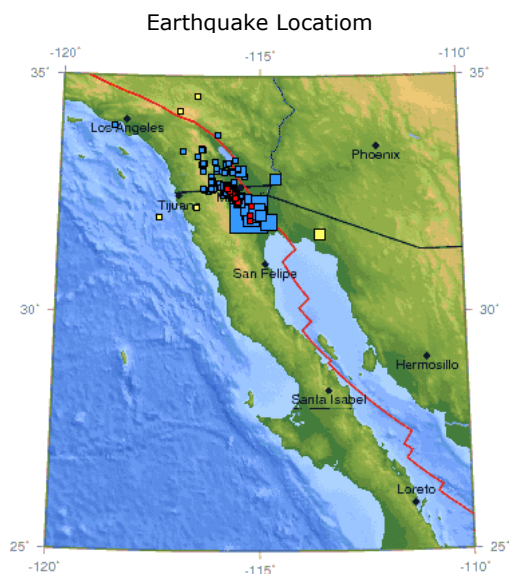 Earthquake Locatiom
-120° -115° -110°
35° 35°
Los Angeles
Phoenix
Tijuana
30° 30°
San Felipe
Hermosillo
Santa Isabel
Loreto
25° 25°
-120° -115° -110°